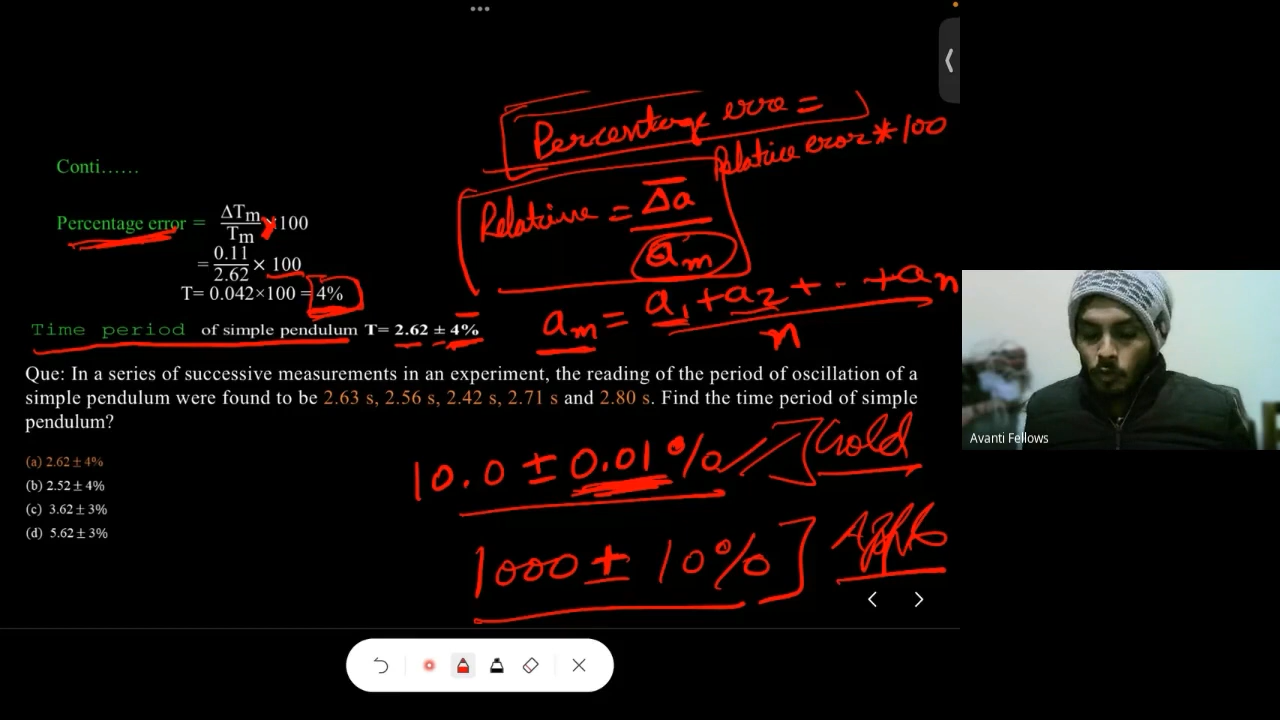 Conti......
Percentage error = ΔTm/Tm × 100
= 0.11/2.62 × 100
T= 0.042×100 = 4%
Time period of simple pendulum T= 2.62 ± 4%
Que: In a series of successive measurements in an experiment, the reading of the period of oscillation of a
simple pendulum were found to be 2.63 s, 2.56 s, 2.42 s, 2.71 s and 2.80 s. Find the time period of simple
pendulum?
(a) 2.62 ± 4%
(b) 2.52 ± 4%
(c) 3.62 ± 3%
(d) 5.62 ± 3%
Percentage erre =
Relative error * 100
Relative = Δa/am
am = a1 + a2 + .. + an
n
10.0 ± 0.01 % Gold
1000 ± 10%
Avanti Fellows